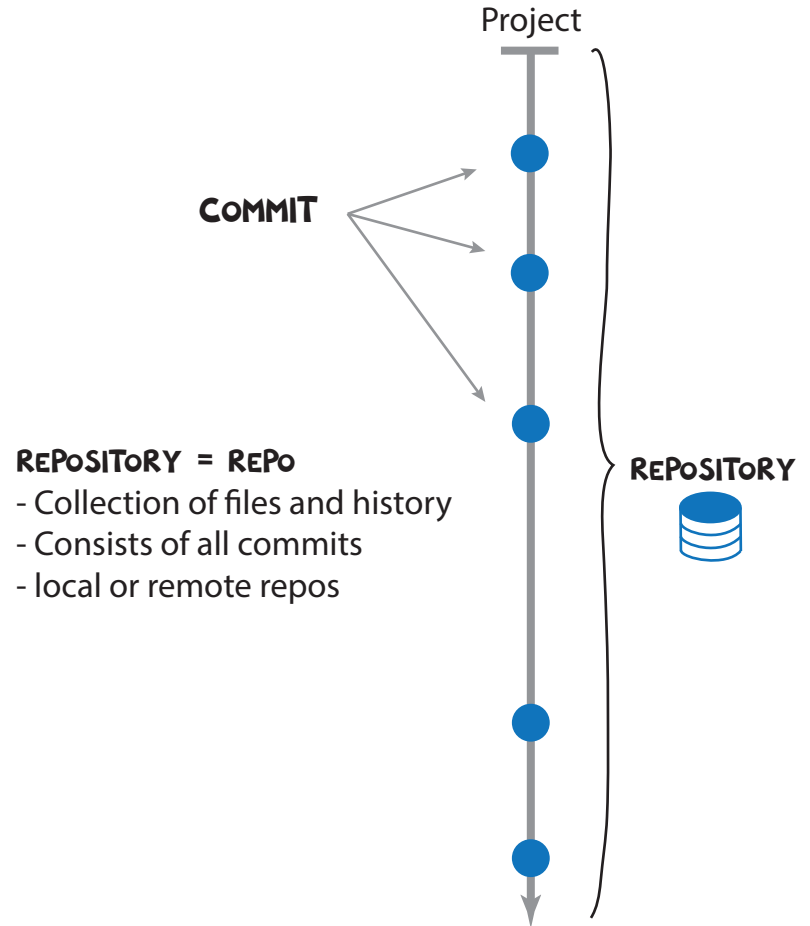 Project
COMMIT
REPOSITORY = REPO
- Collection of files and history
- Consists of all commits
- local or remote repos
REPOSITORY